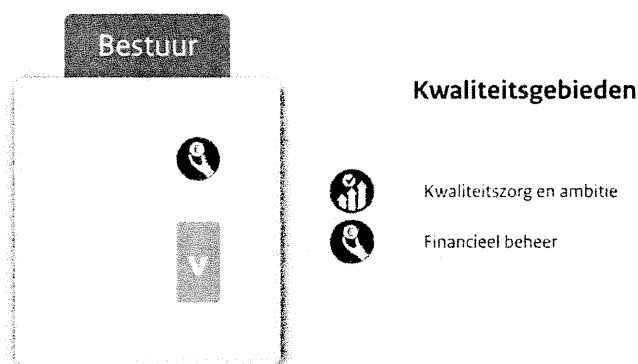 Bestuur
Kwaliteitsgebieden
€
V
Kwaliteitszorg en ambitie
€
Financieel beheer